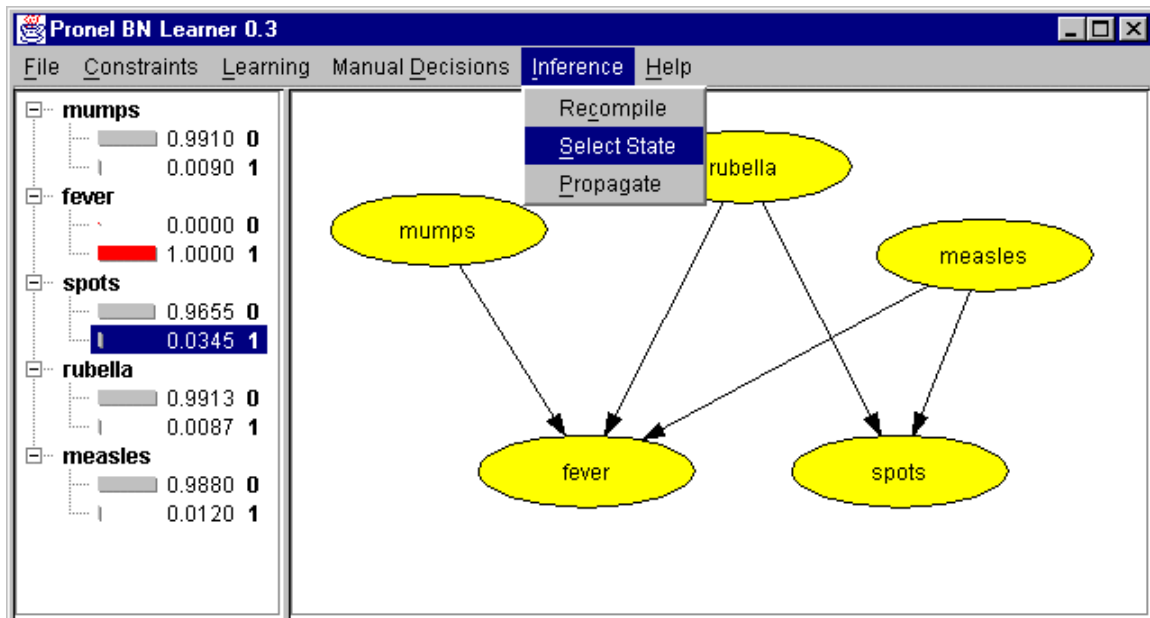 Pronel BN Learner 0.3
File Constraints Learning Manual Decisions Inference Help
Recompile
Select State
Propagate
mumps
0.9910 0
0.0090 1
fever
0.0000 0
1.0000 1
spots
0.9655 0
0.0345 1
rubella
0.9913 0
0.0087 1
measles
0.9880 0
0.0120 1
rubella
mumps
measles
fever
spots